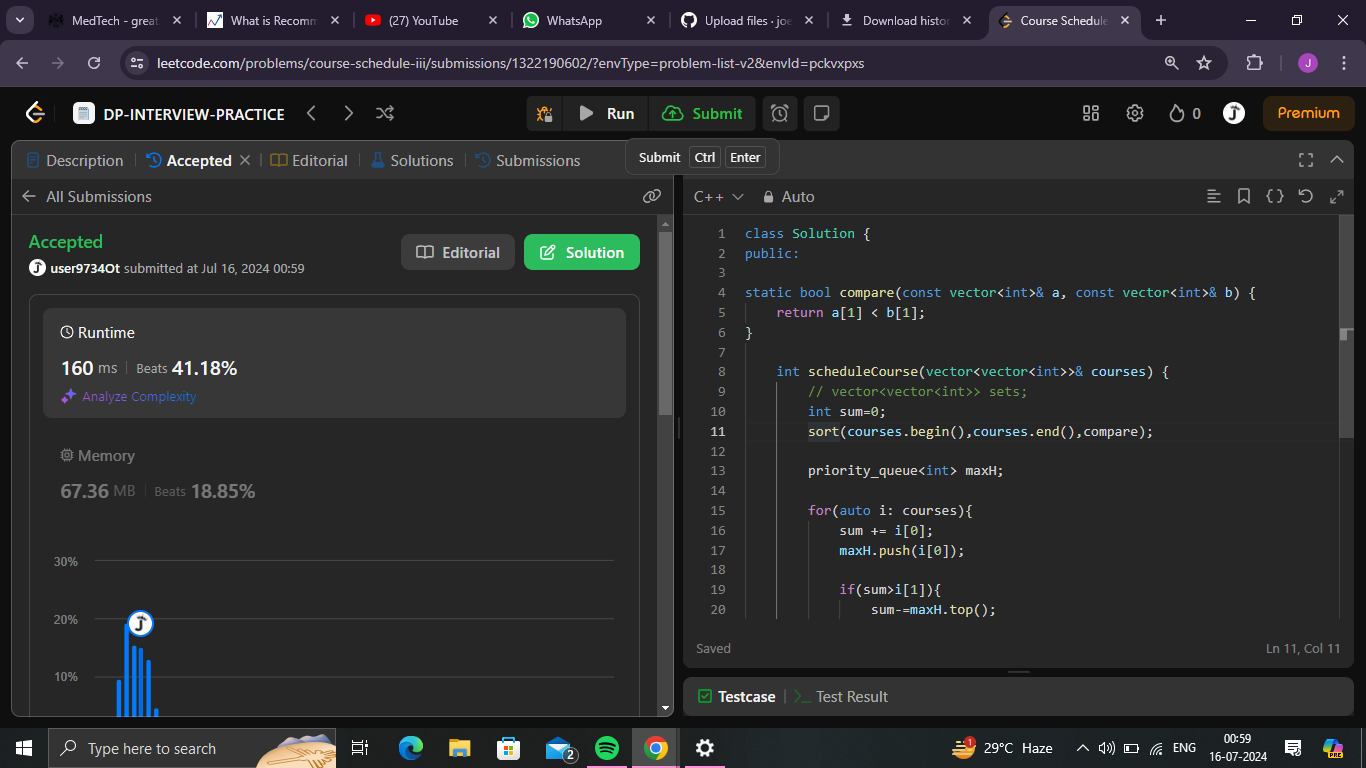 MedTech - great
What is Recomm
(27) YouTube
WhatsApp
Upload files · joe
Download histor
Course Schedule
leetcode.com/problems/course-schedule-iii/submissions/1322190602/?envType=problem-list-v2&envId=pckvxpxs
J
DP-INTERVIEW-PRACTICE
Run
Submit
0
Premium
Description
Accepted
Editorial
Solutions
Submissions
Submit Ctrl Enter
All Submissions
C++
Auto
Accepted
user9734Ot submitted at Jul 16, 2024 00:59
Editorial
Solution
Runtime
160 ms Beats 41.18%
Analyze Complexity
Memory
67.36 MB Beats 18.85%
30%
20%
10%
1 class Solution {
2 public:
3
4 static bool compare(const vector<int>& a, const vector<int>& b) {
5 return a[1] < b[1];
6 }
7
8 int scheduleCourse(vector<vector<int>>& courses) {
9 // vector<vector<int>> sets;
10 int sum=0;
11 sort(courses.begin(),courses.end(),compare);
12
13 priority_queue<int> maxH;
14
15 for(auto i: courses){
16 sum += i[0];
17 maxH.push(i[0]);
18
19 if(sum>i[1]){
20 sum-=maxH.top();
Saved
Ln 11, Col 11
Testcase
Test Result
Type here to search
2
1
29°C Haze
ENG
00:59
16-07-2024
PRE